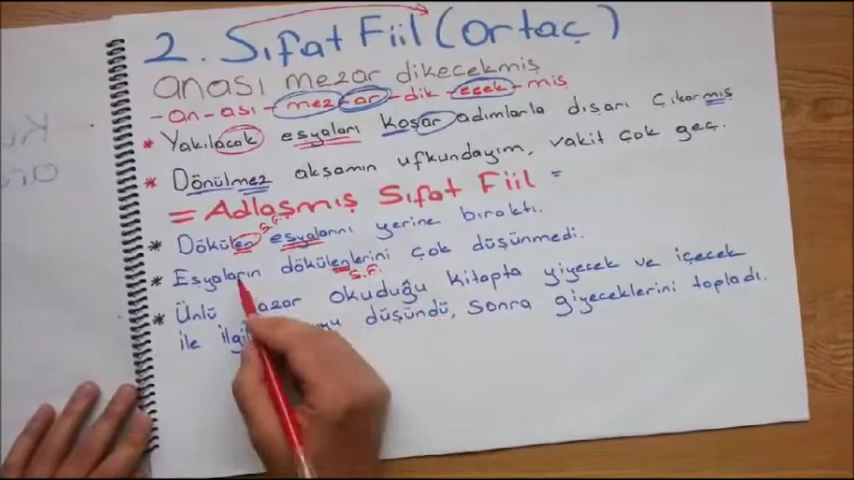 2. Sıfat Fiil (Ortaç)
anası mezar dikecekmiş
-an-ası-mez-ar-dik-ecek-miş
* Yakılacak eşyaları koşar adımlarla dışarı çıkarmış
* Dönülmez akşamın ufkundayım, vakit çok geç.
= Adlaşmış Sıfat Fiil =
S.F.
* Dökülen eşyalarını yerine bıraktı.
* Eşyaların dökülenlerini çok düşünmedi.
S.F.
* Ünlü yazar okuduğu kitapta yiyecek ve içecek
ile düşündü, sonra giyeceklerini topladı.